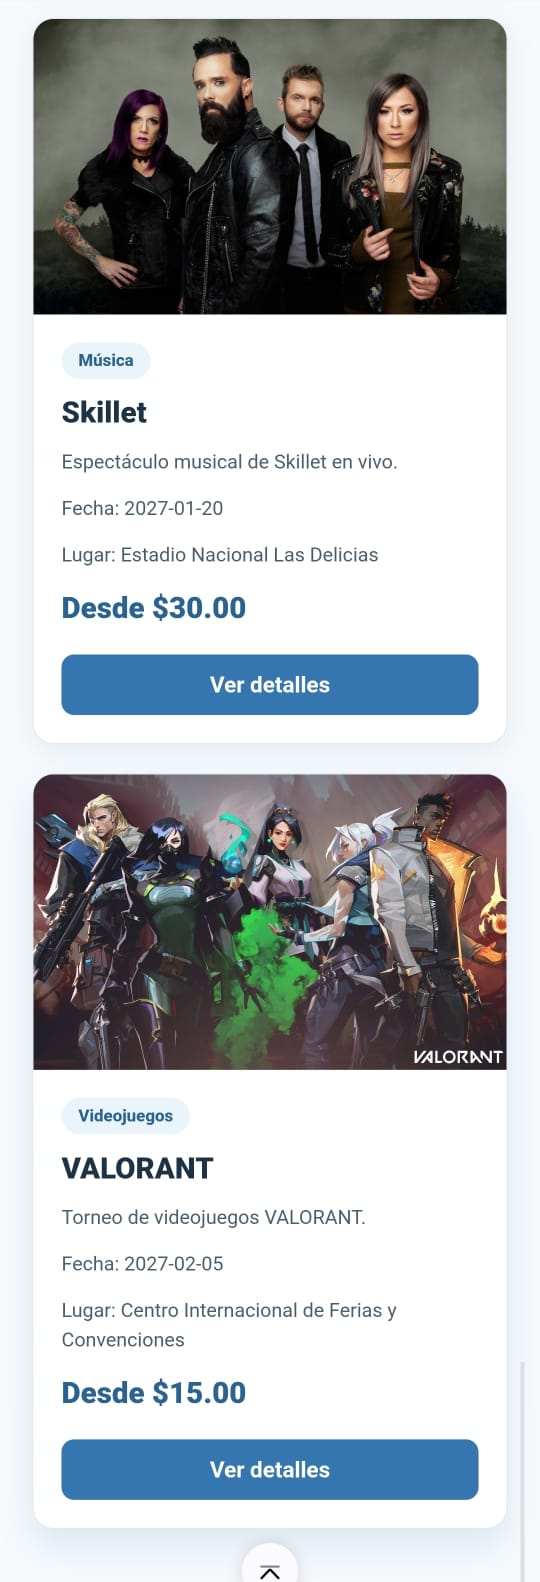 Música
Skillet
Espectáculo musical de Skillet en vivo.
Fecha: 2027-01-20
Lugar: Estadio Nacional Las Delicias
Desde $30.00
Ver detalles
VALORANT
Videojuegos
VALORANT
Torneo de videojuegos VALORANT.
Fecha: 2027-02-05
Lugar: Centro Internacional de Ferias y
Convenciones
Desde $15.00
Ver detalles